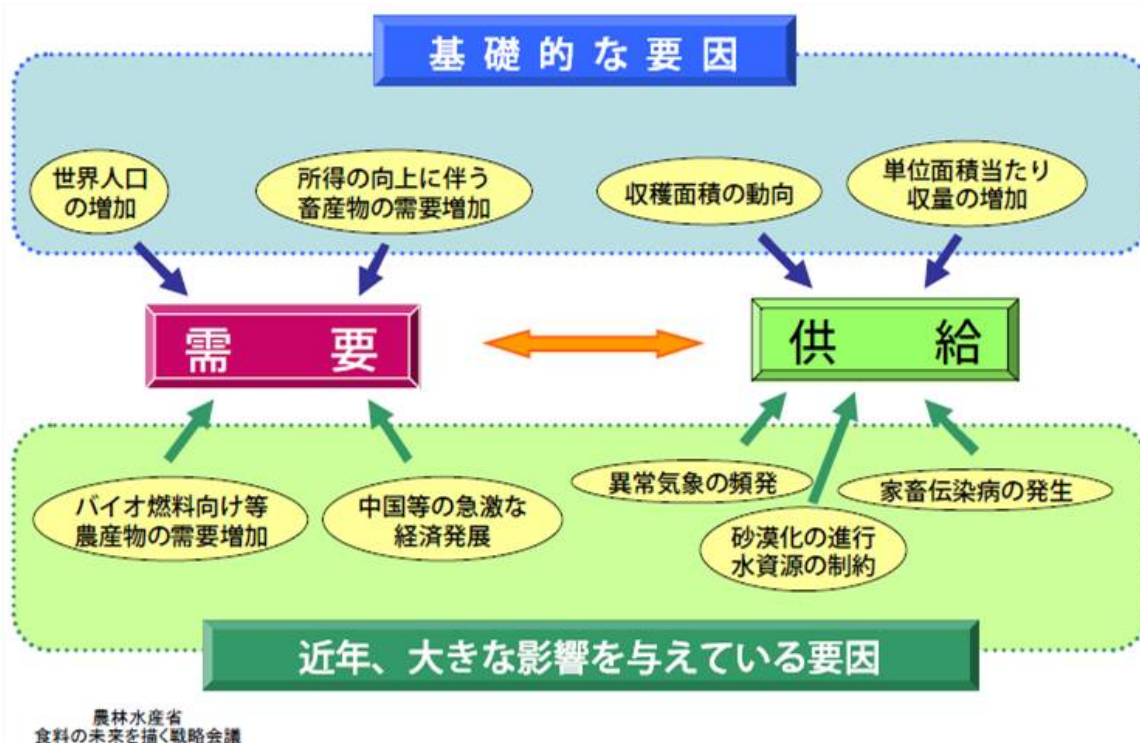 基礎的な要因
世界人口
の増加
所得の向上に伴う
畜産物の需要増加
収穫面積の動向
単位面積当たり
収量の増加
需 要
供 給
バイオ燃料向け等
農産物の需要増加
中国等の急激な
経済発展
異常気象の頻発
砂漠化の進行
水資源の制約
家畜伝染病の発生
近年、大きな影響を与えている要因
農林水産省
食料の未来を描く戦略会議